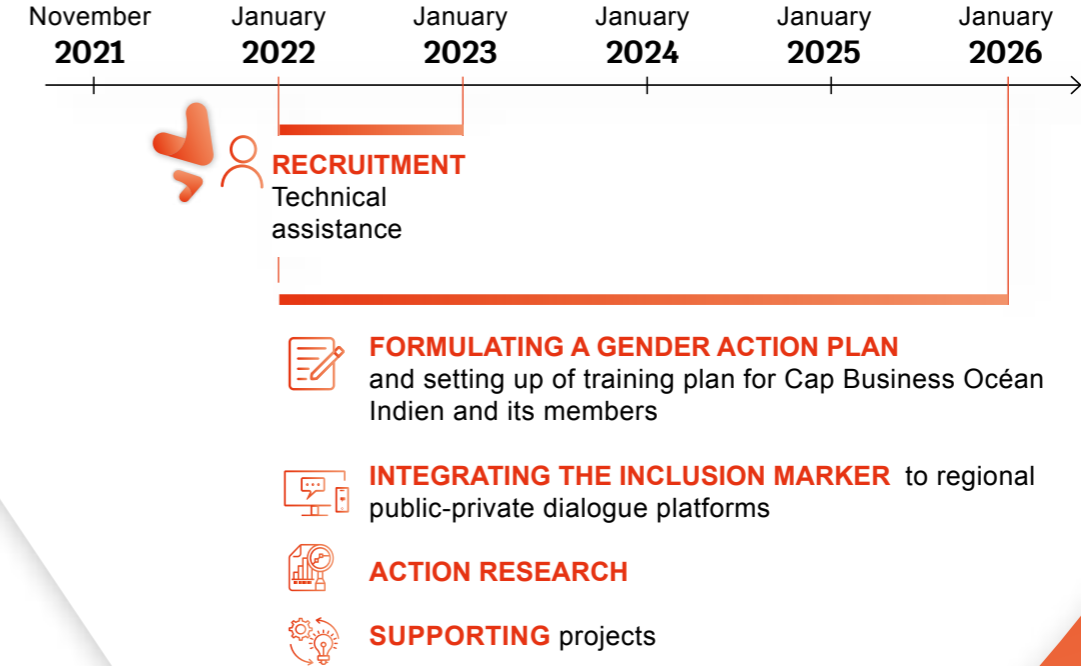 November January January January January January
2021 2022 2023 2024 2025 2026
RECRUITMENT
Technical
assistance
FORMULATING A GENDER ACTION PLAN
and setting up of training plan for Cap Business Océan
Indien and its members
INTEGRATING THE INCLUSION MARKER to regional
public-private dialogue platforms
ACTION RESEARCH
SUPPORTING projects